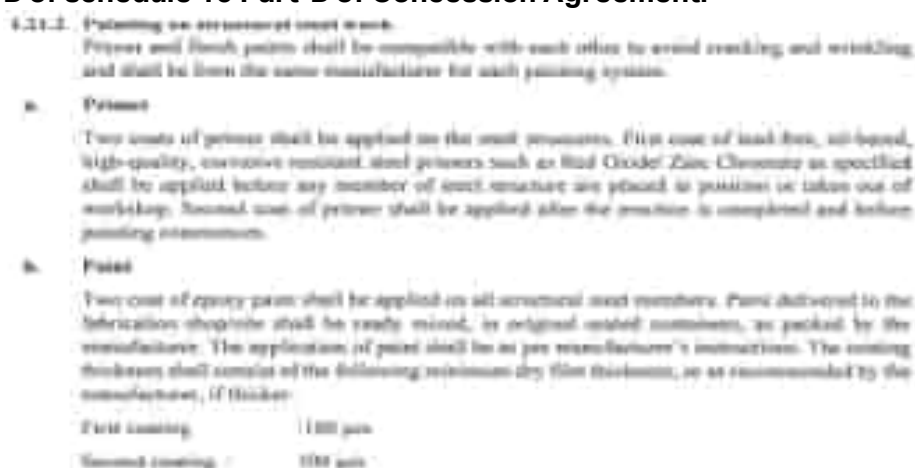 D of schedule 10 Part-D of Concession Agreement.
4.21.2. Painting on structural steel work.
Primer and finish paints shall be compatible with each other to avoid cracking and wrinkling
and shall be from the same manufacturer for each painting system.
a. Primer
Two coats of primer shall be applied on the steel structures. First coat of lead free, oil-based,
high-quality, corrosive resistant steel primers such as Red Oxide/ Zinc Chromate as specified
shall be applied before any member of steel structure are placed in position or taken out of
workshop. Second coat of primer shall be applied after the erection is completed and before
painting commences.
b. Paint
Two coat of epoxy paint shall be applied on all structural steel members. Paint delivered to the
fabrication shop/site shall be ready mixed, in original sealed containers, as packed by the
manufacturer. The application of paint shall be as per manufacturer's instructions. The coating
thickness shall consist of the following minimum dry film thickness, or as recommended by the
manufacturer, if thicker
First coating 100 µm
Second coating 100 µm